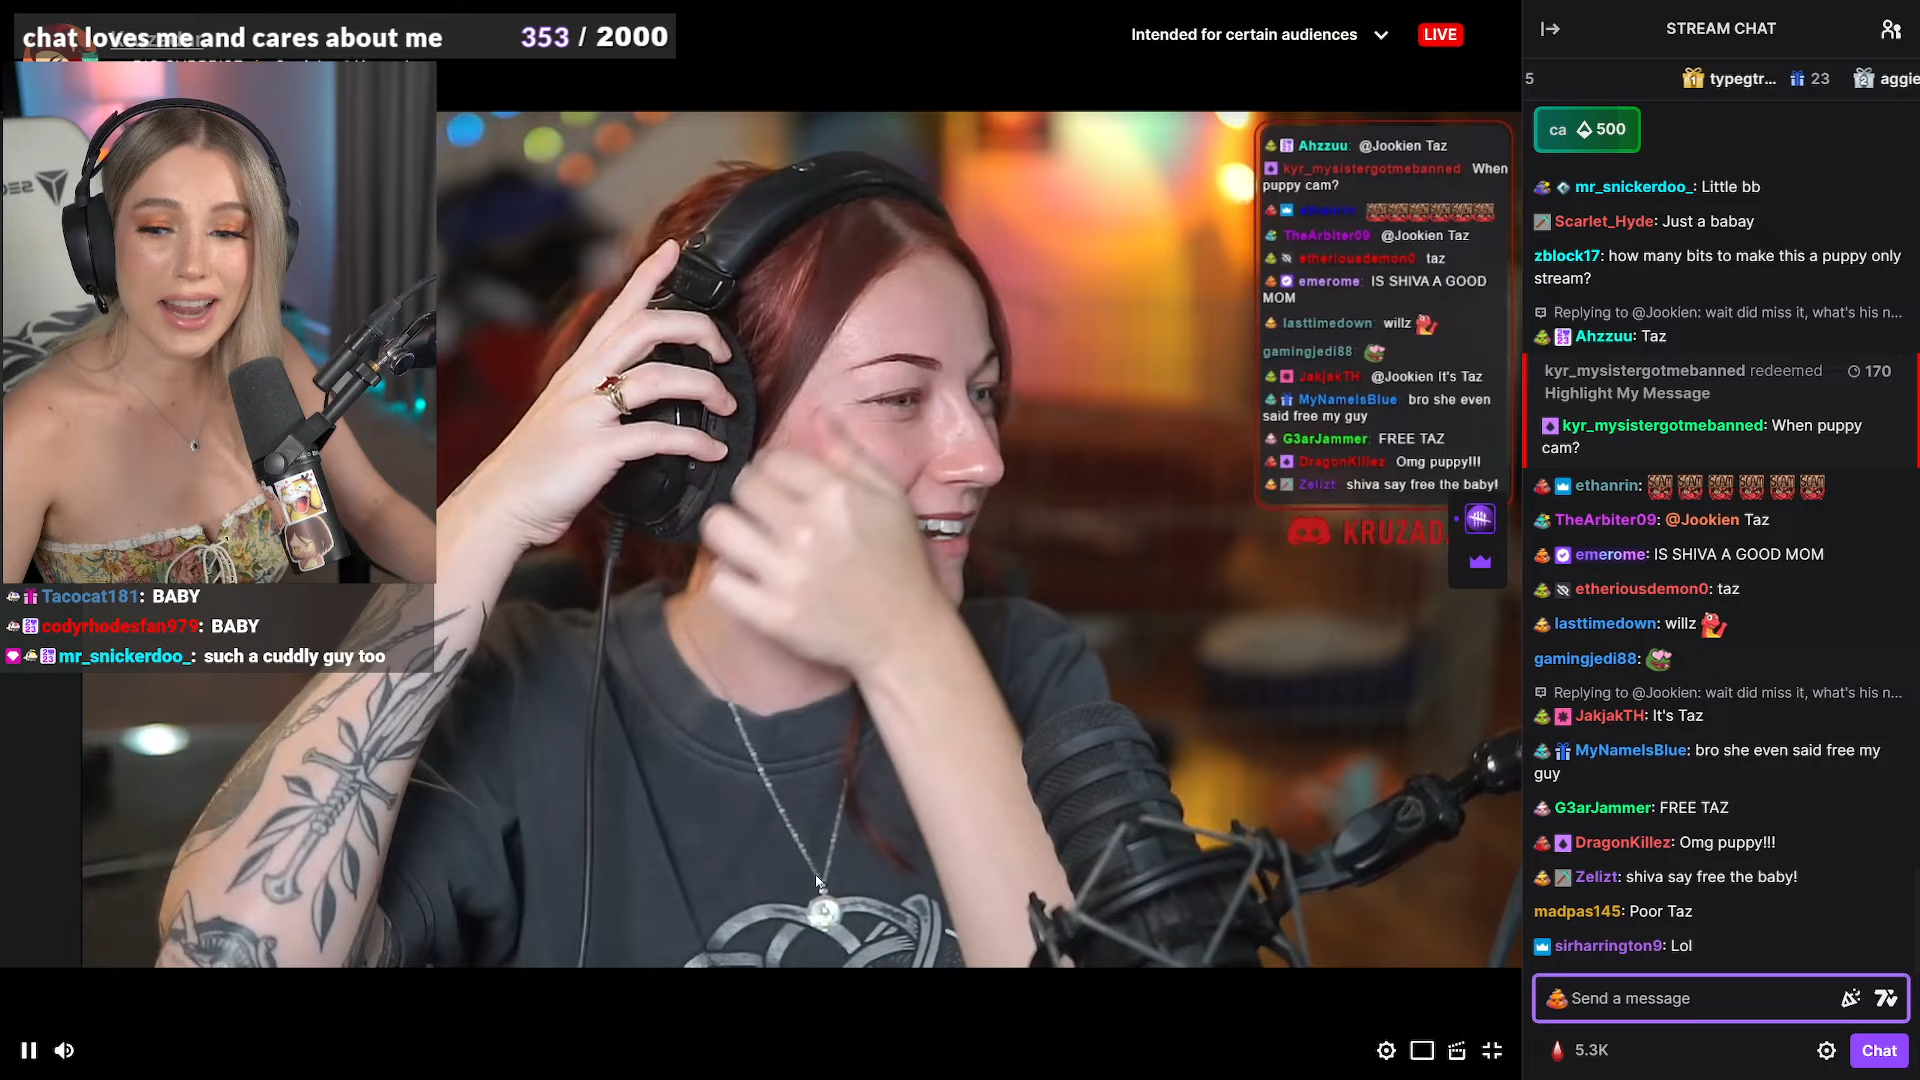 chat loves me and cares about me
353 / 2000
Intended for certain audiences
LIVE
STREAM CHAT
5
typegtr...
23
aggie
ca 500
mr_snickerdoo_: Little bb
Scarlet_Hyde: Just a babay
zblock17: how many bits to make this a puppy only
stream?
Replying to @Jookien: wait did miss it, what's his n...
Ahzzuu: Taz
kyr_mysistergotmebanned redeemed
170
Highlight My Message
kyr_mysistergotmebanned: When puppy
cam?
ethanrin:
TheArbiter09: @Jookien Taz
emerome: IS SHIVA A GOOD MOM
etheriousdemon0: taz
lasttimedown: willz
gamingjedi88:
Replying to @Jookien: wait did miss it, what's his n...
JakjakTH: It's Taz
MyNameIsBlue: bro she even said free my
guy
G3arJammer: FREE TAZ
DragonKillez: Omg puppy!!!
Zelizt: shiva say free the baby!
madpas145: Poor Taz
sirharrington9: Lol
Send a message
5.3K
Chat
Ahzzuu: @Jookien Taz
kyr_mysistergotmebanned When
puppy cam?
TheArbiter09 @Jookien Taz
etheriousdemon0 taz
emerome: IS SHIVA A GOOD
MOM
lasttimedown: willz
gamingjedi88:
JakjakTH @Jookien It's Taz
MyNameIsBlue bro she even
said free my guy
G3arJammer: FREE TAZ
DragonKillez Omg puppy!!!
Zelizt shiva say free the baby!
KRUZAD
Tacocat181: BABY
codyrhodesfan979: BABY
mr_snickerdoo_: such a cuddly guy too